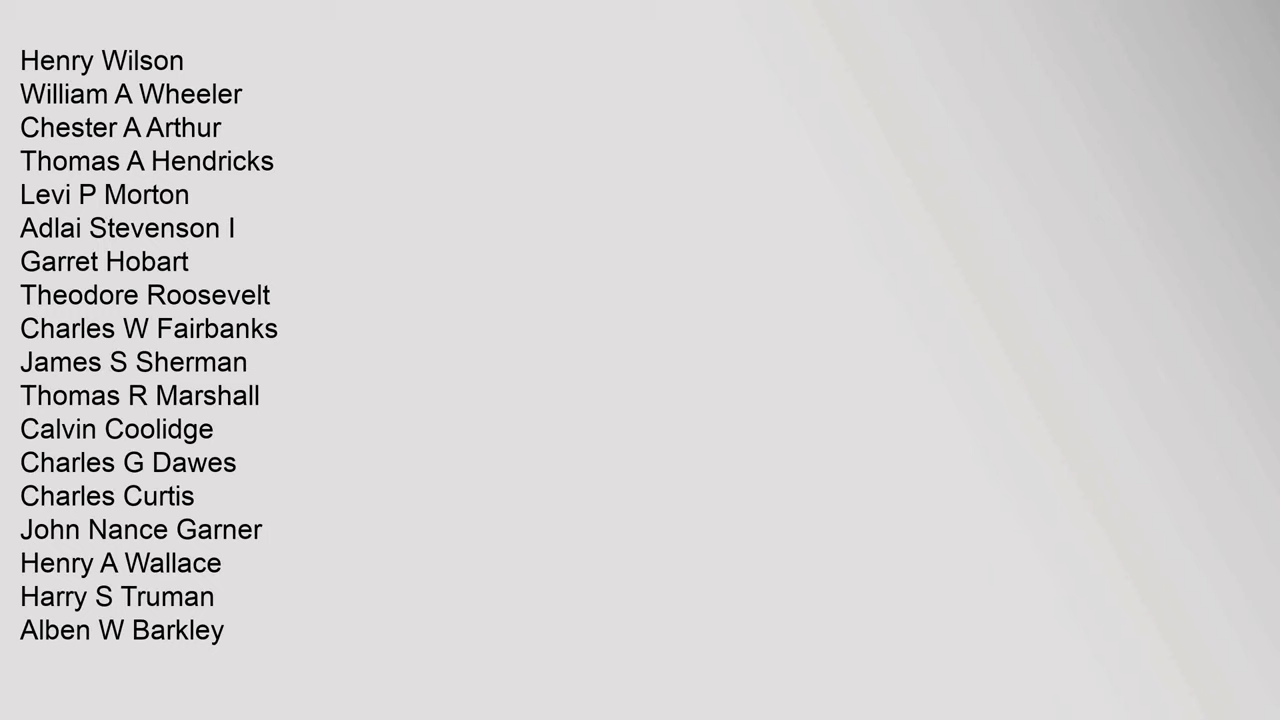 Henry Wilson
William A Wheeler
Chester A Arthur
Thomas A Hendricks
Levi P Morton
Adlai Stevenson I
Garret Hobart
Theodore Roosevelt
Charles W Fairbanks
James S Sherman
Thomas R Marshall
Calvin Coolidge
Charles G Dawes
Charles Curtis
John Nance Garner
Henry A Wallace
Harry S Truman
Alben W Barkley